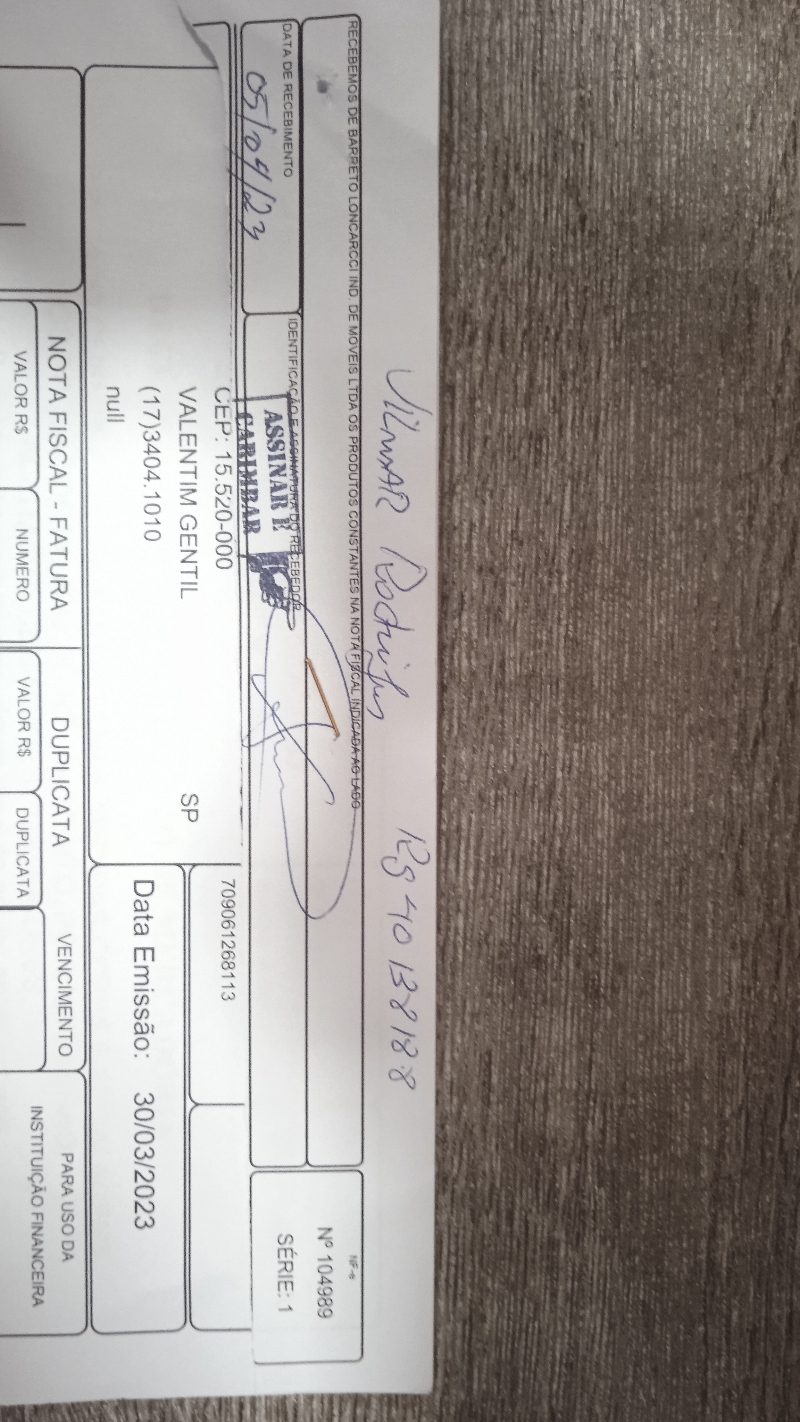 Vilmar Rodrigues Rg 40 138188
RECEBEMOS DE BARRETO LONCARCCI IND. DE MOVEIS LTDA OS PRODUTOS CONSTANTES NA NOTA FISCAL INDICADA AO LADO
NF-e
Nº 104989
SÉRIE: 1
DATA DE RECEBIMENTO
05/04/23
IDENTIFICAÇÃO E ASSINATURA DO RECEBEDOR
ASSINAR E
CARIMBAR
CEP: 15.520-000
709061268113
VALENTIM GENTIL SP
(17)3404.1010
Data Emissão: 30/03/2023
null
NOTA FISCAL - FATURA
DUPLICATA
VENCIMENTO
PARA USO DA
INSTITUIÇÃO FINANCEIRA
VALOR R$
NUMERO
VALOR R$
DUPLICATA